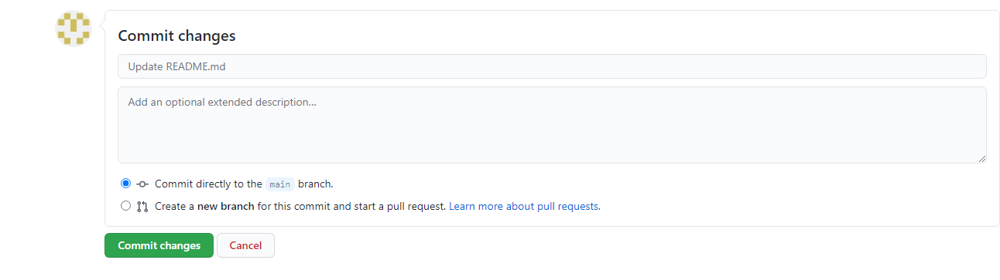 Commit changes
Update README.md
Add an optional extended description...
Commit directly to the main branch.
Create a new branch for this commit and start a pull request. Learn more about pull requests.
Commit changes Cancel